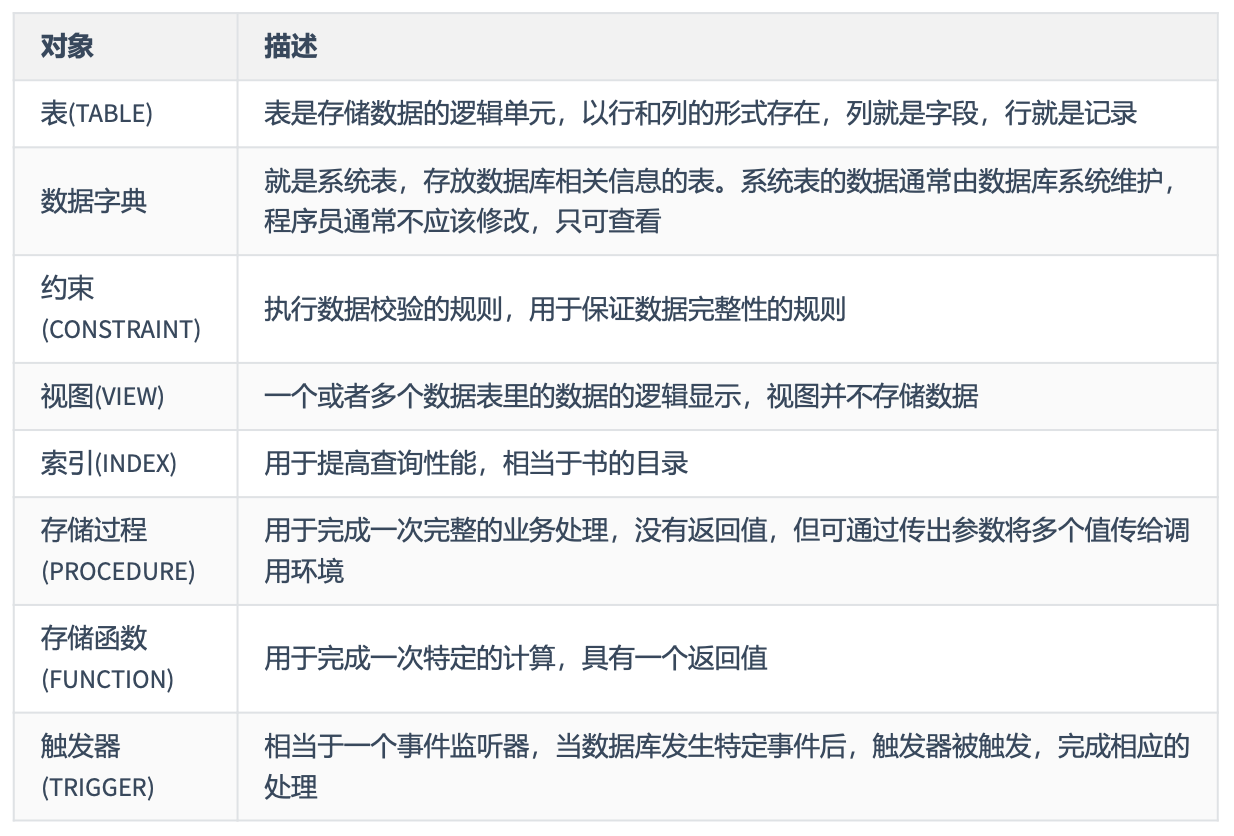 对象
描述
表(TABLE)
表是存储数据的逻辑单元，以行和列的形式存在，列就是字段，行就是记录
数据字典
就是系统表，存放数据库相关信息的表。系统表的数据通常由数据库系统维护，
程序员通常不应该修改，只可查看
约束
(CONSTRAINT)
执行数据校验的规则，用于保证数据完整性的规则
视图(VIEW)
一个或者多个数据表里的数据的逻辑显示，视图并不存储数据
索引(INDEX)
用于提高查询性能，相当于书的目录
存储过程
(PROCEDURE)
用于完成一次完整的业务处理，没有返回值，但可通过传出参数将多个值传给调
用环境
存储函数
(FUNCTION)
用于完成一次特定的计算，具有一个返回值
触发器
(TRIGGER)
相当于一个事件监听器，当数据库发生特定事件后，触发器被触发，完成相应的
处理